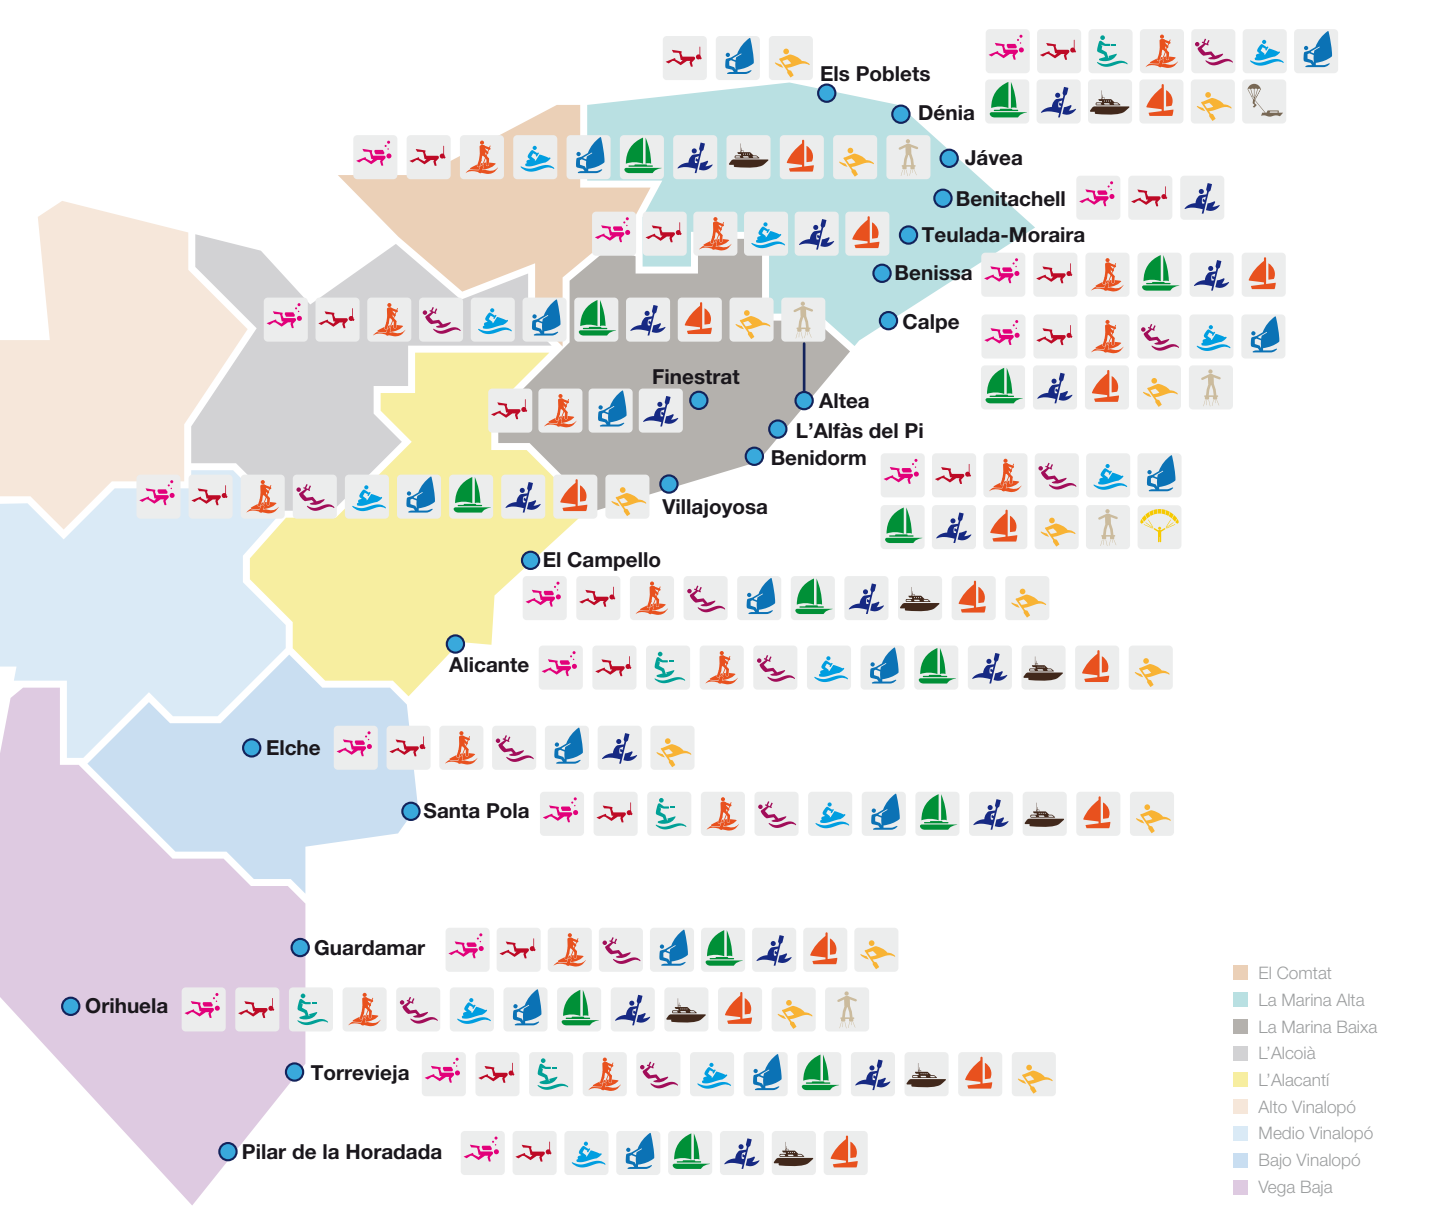 Els Poblets
Dénia
Jávea
Benitachell
Teulada-Moraira
Benissa
Calpe
Finestrat
Altea
L’Alfàs del Pi
Benidorm
Villajoyosa
El Campello
Alicante
Elche
Santa Pola
Guardamar
Orihuela
Torrevieja
Pilar de la Horadada
El Comtat
La Marina Alta
La Marina Baixa
L’Alcoià
L’Alacantí
Alto Vinalopó
Medio Vinalopó
Bajo Vinalopó
Vega Baja